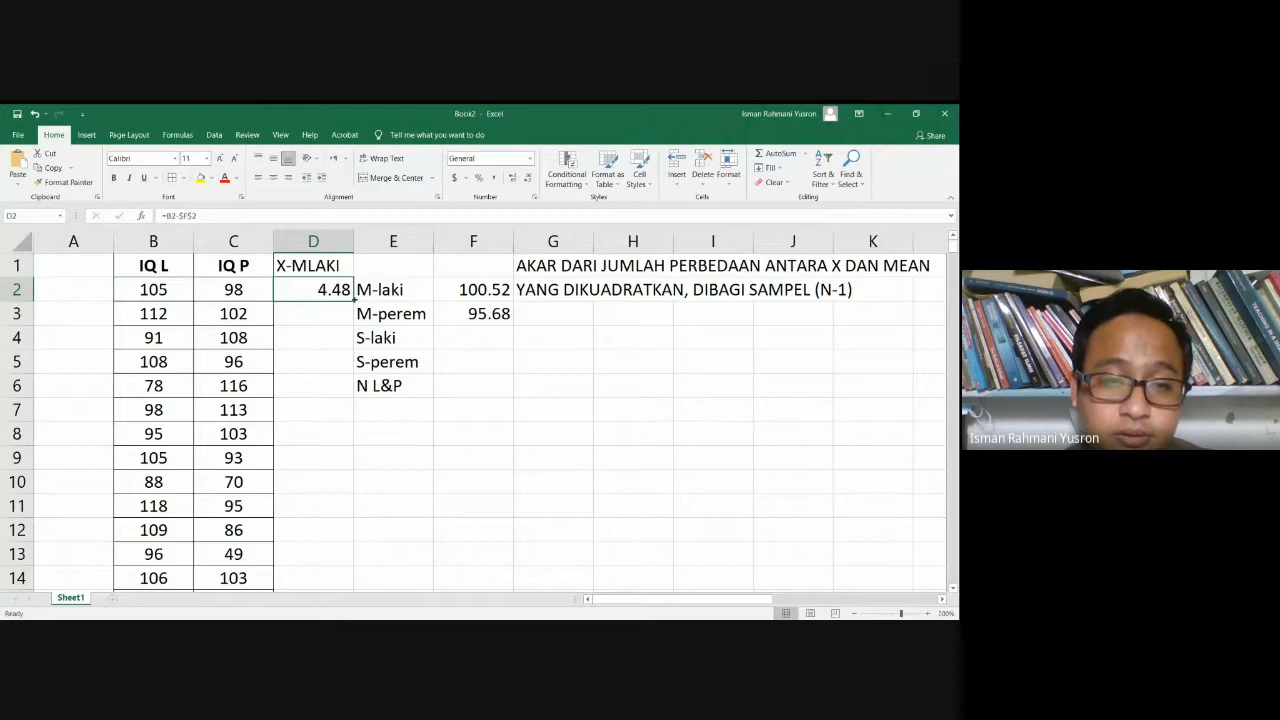 Book2 - Excel
Isman Rahmani Yusron
File Home Insert Page Layout Formulas Data Review View Help Acrobat Tell me what you want to do
Share
Paste
Cut
Copy
Format Painter
Clipboard
Calibri 11
B I U
Font
Wrap Text
Merge & Center
Alignment
General
Number
Conditional Formatting
Format as Table
Cell Styles
Styles
Insert Delete Format
Cells
AutoSum
Fill
Clear
Sort & Filter
Find & Select
Editing
D2 fx =B2-$F$2
A B C D E F G H I J K
1 IQ L IQ P X-MLAKI AKAR DARI JUMLAH PERBEDAAN ANTARA X DAN MEAN
2 105 98 4.48 M-laki 100.52 YANG DIKUADRATKAN, DIBAGI SAMPEL (N-1)
3 112 102 M-perem 95.68
4 91 108 S-laki
5 108 96 S-perem
6 78 116 N L&P
7 98 113
8 95 103
9 105 93
10 88 70
11 118 95
12 109 86
13 96 49
14 106 103
Sheet1
Ready
200%
Isman Rahmani Yusron